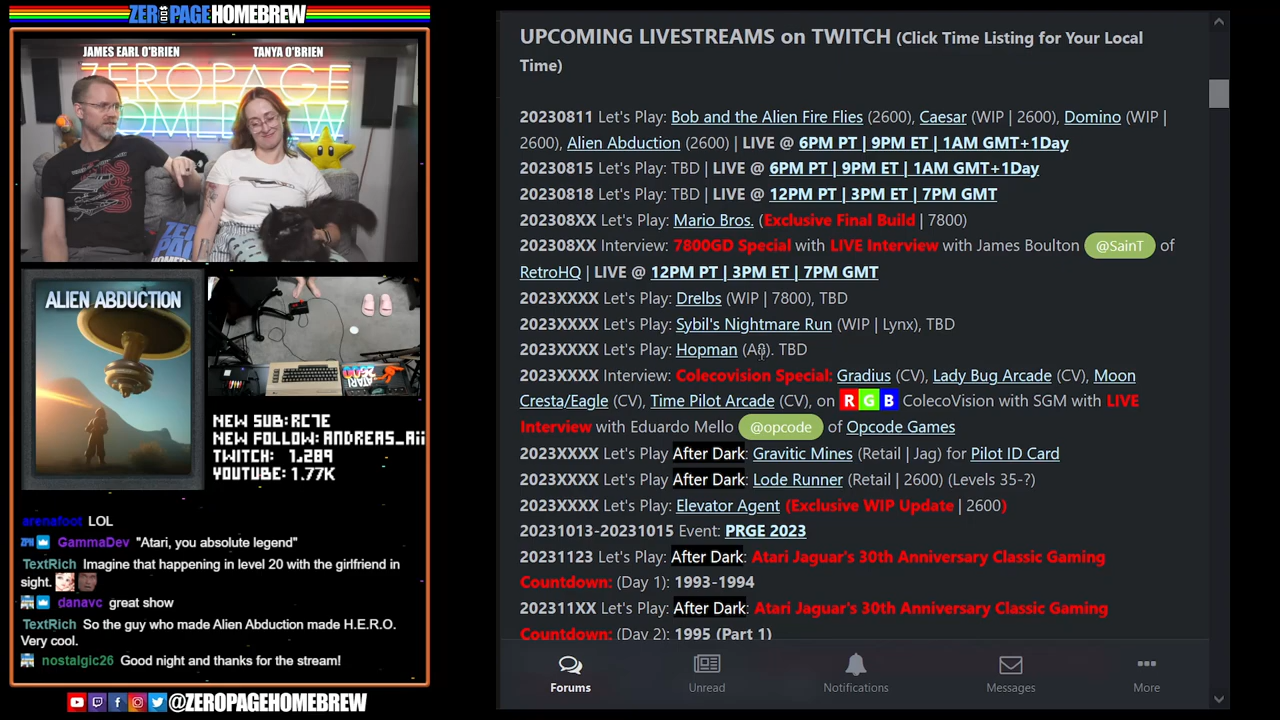 ZEROPAGE HOMEBREW
JAMES EARL O'BRIEN
TANYA O'BRIEN
ZEROPAGE
HOMEBREW
ALIEN ABDUCTION
NEW SUB:RC7E
NEW FOLLOW:ANDREAS_AII
TWITCH: 1,289
YOUTUBE: 1.77K
arenafoot LOL
GammaDev "Atari, you absolute legend"
TextRich Imagine that happening in level 20 with the girlfriend in
sight.
danavc great show
TextRich So the guy who made Alien Abduction made H.E.R.O.
Very cool.
nostalgic26 Good night and thanks for the stream!
@ZEROPAGEHOMEBREW
UPCOMING LIVESTREAMS on TWITCH (Click Time Listing for Your Local
Time)
20230811 Let's Play: Bob and the Alien Fire Flies (2600), Caesar (WIP | 2600), Domino (WIP |
2600), Alien Abduction (2600) | LIVE @ 6PM PT | 9PM ET | 1AM GMT+1Day
20230815 Let's Play: TBD | LIVE @ 6PM PT | 9PM ET | 1AM GMT+1Day
20230818 Let's Play: TBD | LIVE @ 12PM PT | 3PM ET | 7PM GMT
202308XX Let's Play: Mario Bros. (Exclusive Final Build | 7800)
202308XX Interview: 7800GD Special with LIVE Interview with James Boulton @SainT of
RetroHQ | LIVE @ 12PM PT | 3PM ET | 7PM GMT
2023XXXX Let's Play: Drelbs (WIP | 7800), TBD
2023XXXX Let's Play: Sybil's Nightmare Run (WIP | Lynx), TBD
2023XXXX Let's Play: Hopman TBD
2023XXXX Interview: Colecovision Special: Gradius (CV), Lady Bug Arcade (CV), Moon
Cresta/Eagle (CV), Time Pilot Arcade (CV), on R G B ColecoVision with SGM with LIVE
Interview with Eduardo Mello @opcode of Opcode Games
2023XXXX Let's Play After Dark: Gravitic Mines (Retail | Jag) for Pilot ID Card
2023XXXX Let's Play After Dark: Lode Runner (Retail | 2600) (Levels 35-?)
2023XXXX Let's Play: Elevator Agent (Exclusive WIP Update | 2600)
20231013-20231015 Event: PRGE 2023
20231123 Let's Play: After Dark: Atari Jaguar's 30th Anniversary Classic Gaming
Countdown: (Day 1): 1993-1994
202311XX Let's Play: After Dark: Atari Jaguar's 30th Anniversary Classic Gaming
Countdown: (Day 2): 1995 (Part 1)
Forums
Unread
Notifications
Messages
More